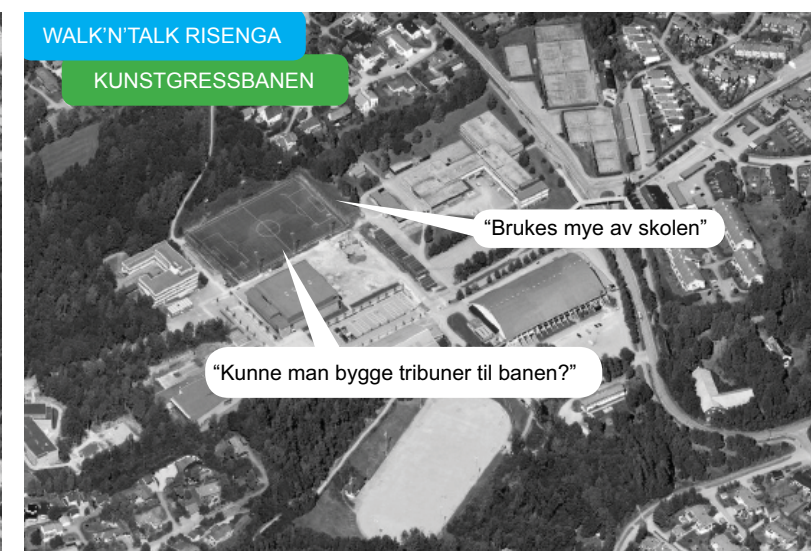 WALK’N’TALK RISENGA
KUNSTGRESSBANEN
“Brukes mye av skolen”
“Kunne man bygge tribuner til banen?”